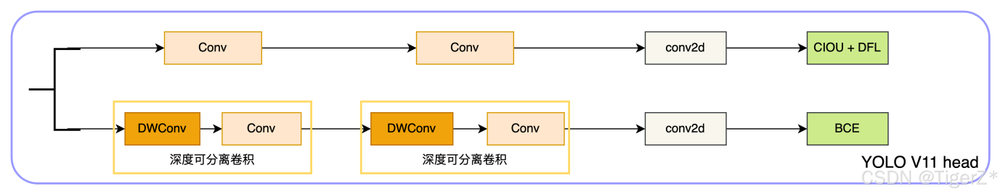 Conv
Conv
conv2d
CIOU + DFL
DWConv
Conv
DWConv
Conv
conv2d
BCE
深度可分离卷积
深度可分离卷积
YOLO V11 head
CSDN @TigerZ*